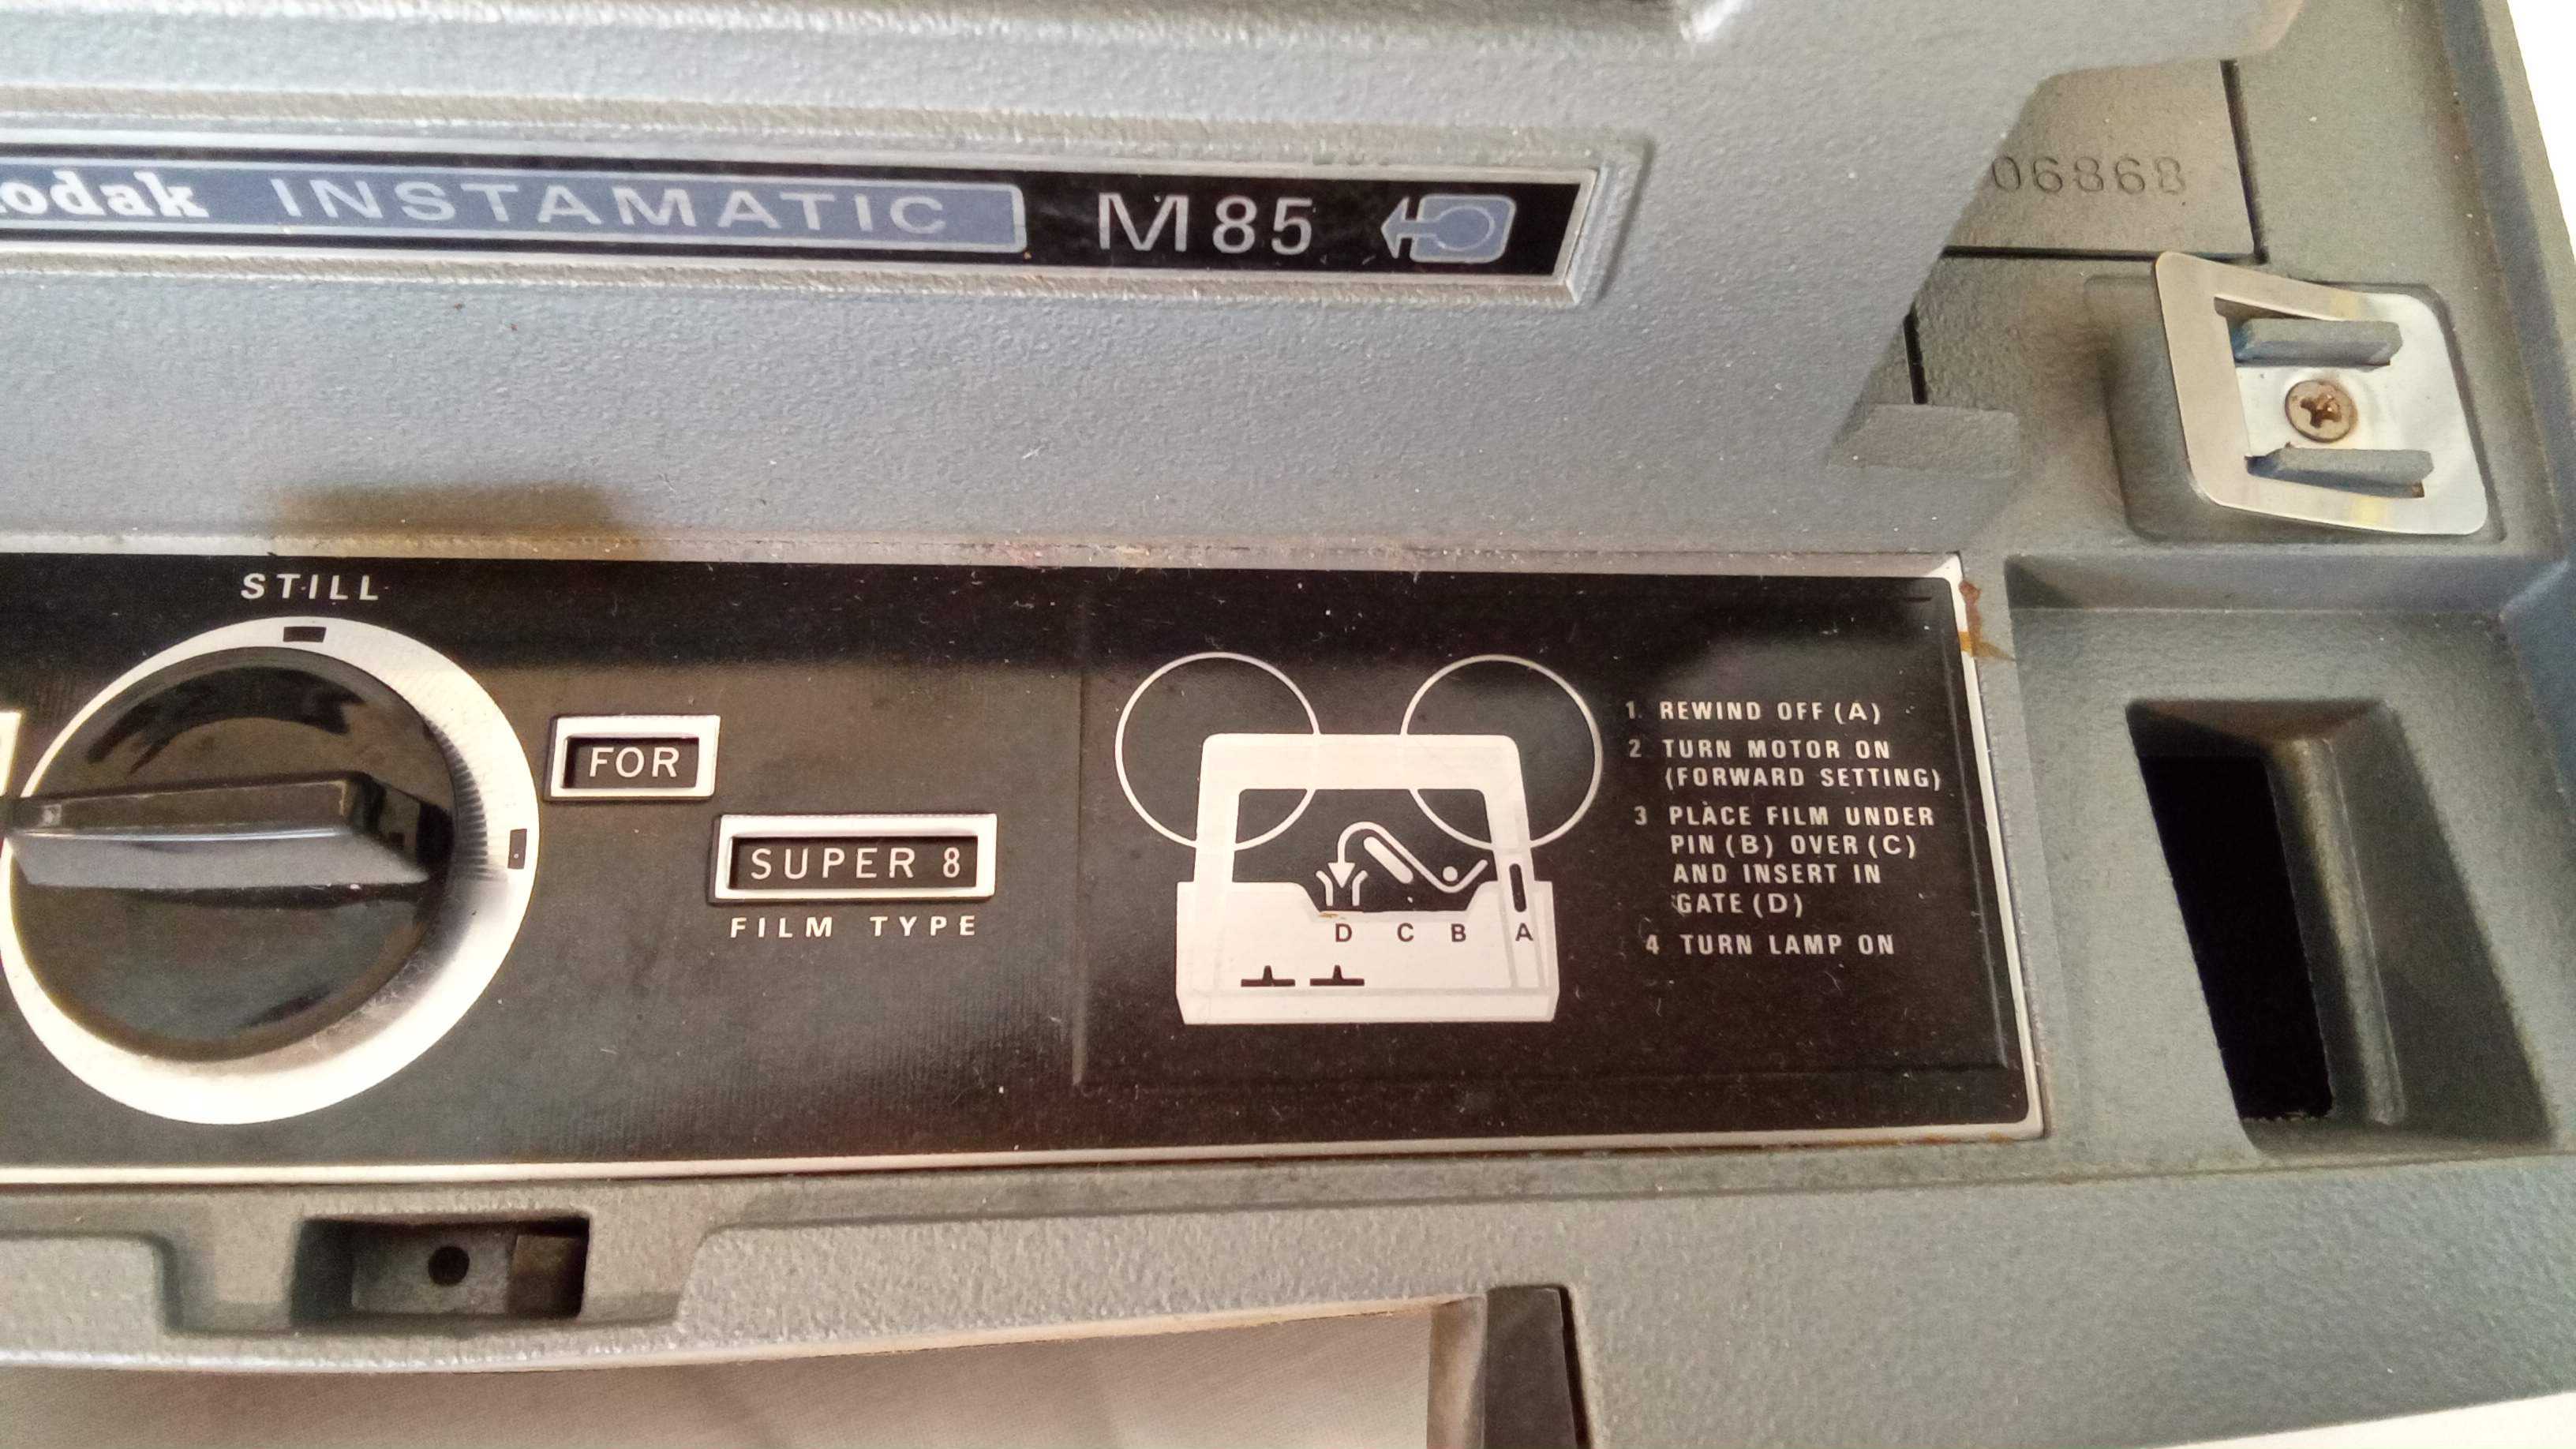 Kodak INSTAMATIC M85
06868
STILL
FOR
SUPER 8
FILM TYPE
D C B A
1. REWIND OFF (A)
2 TURN MOTOR ON
(FORWARD SETTING)
3 PLACE FILM UNDER
PIN (B) OVER (C)
AND INSERT IN
GATE (D)
4 TURN LAMP ON